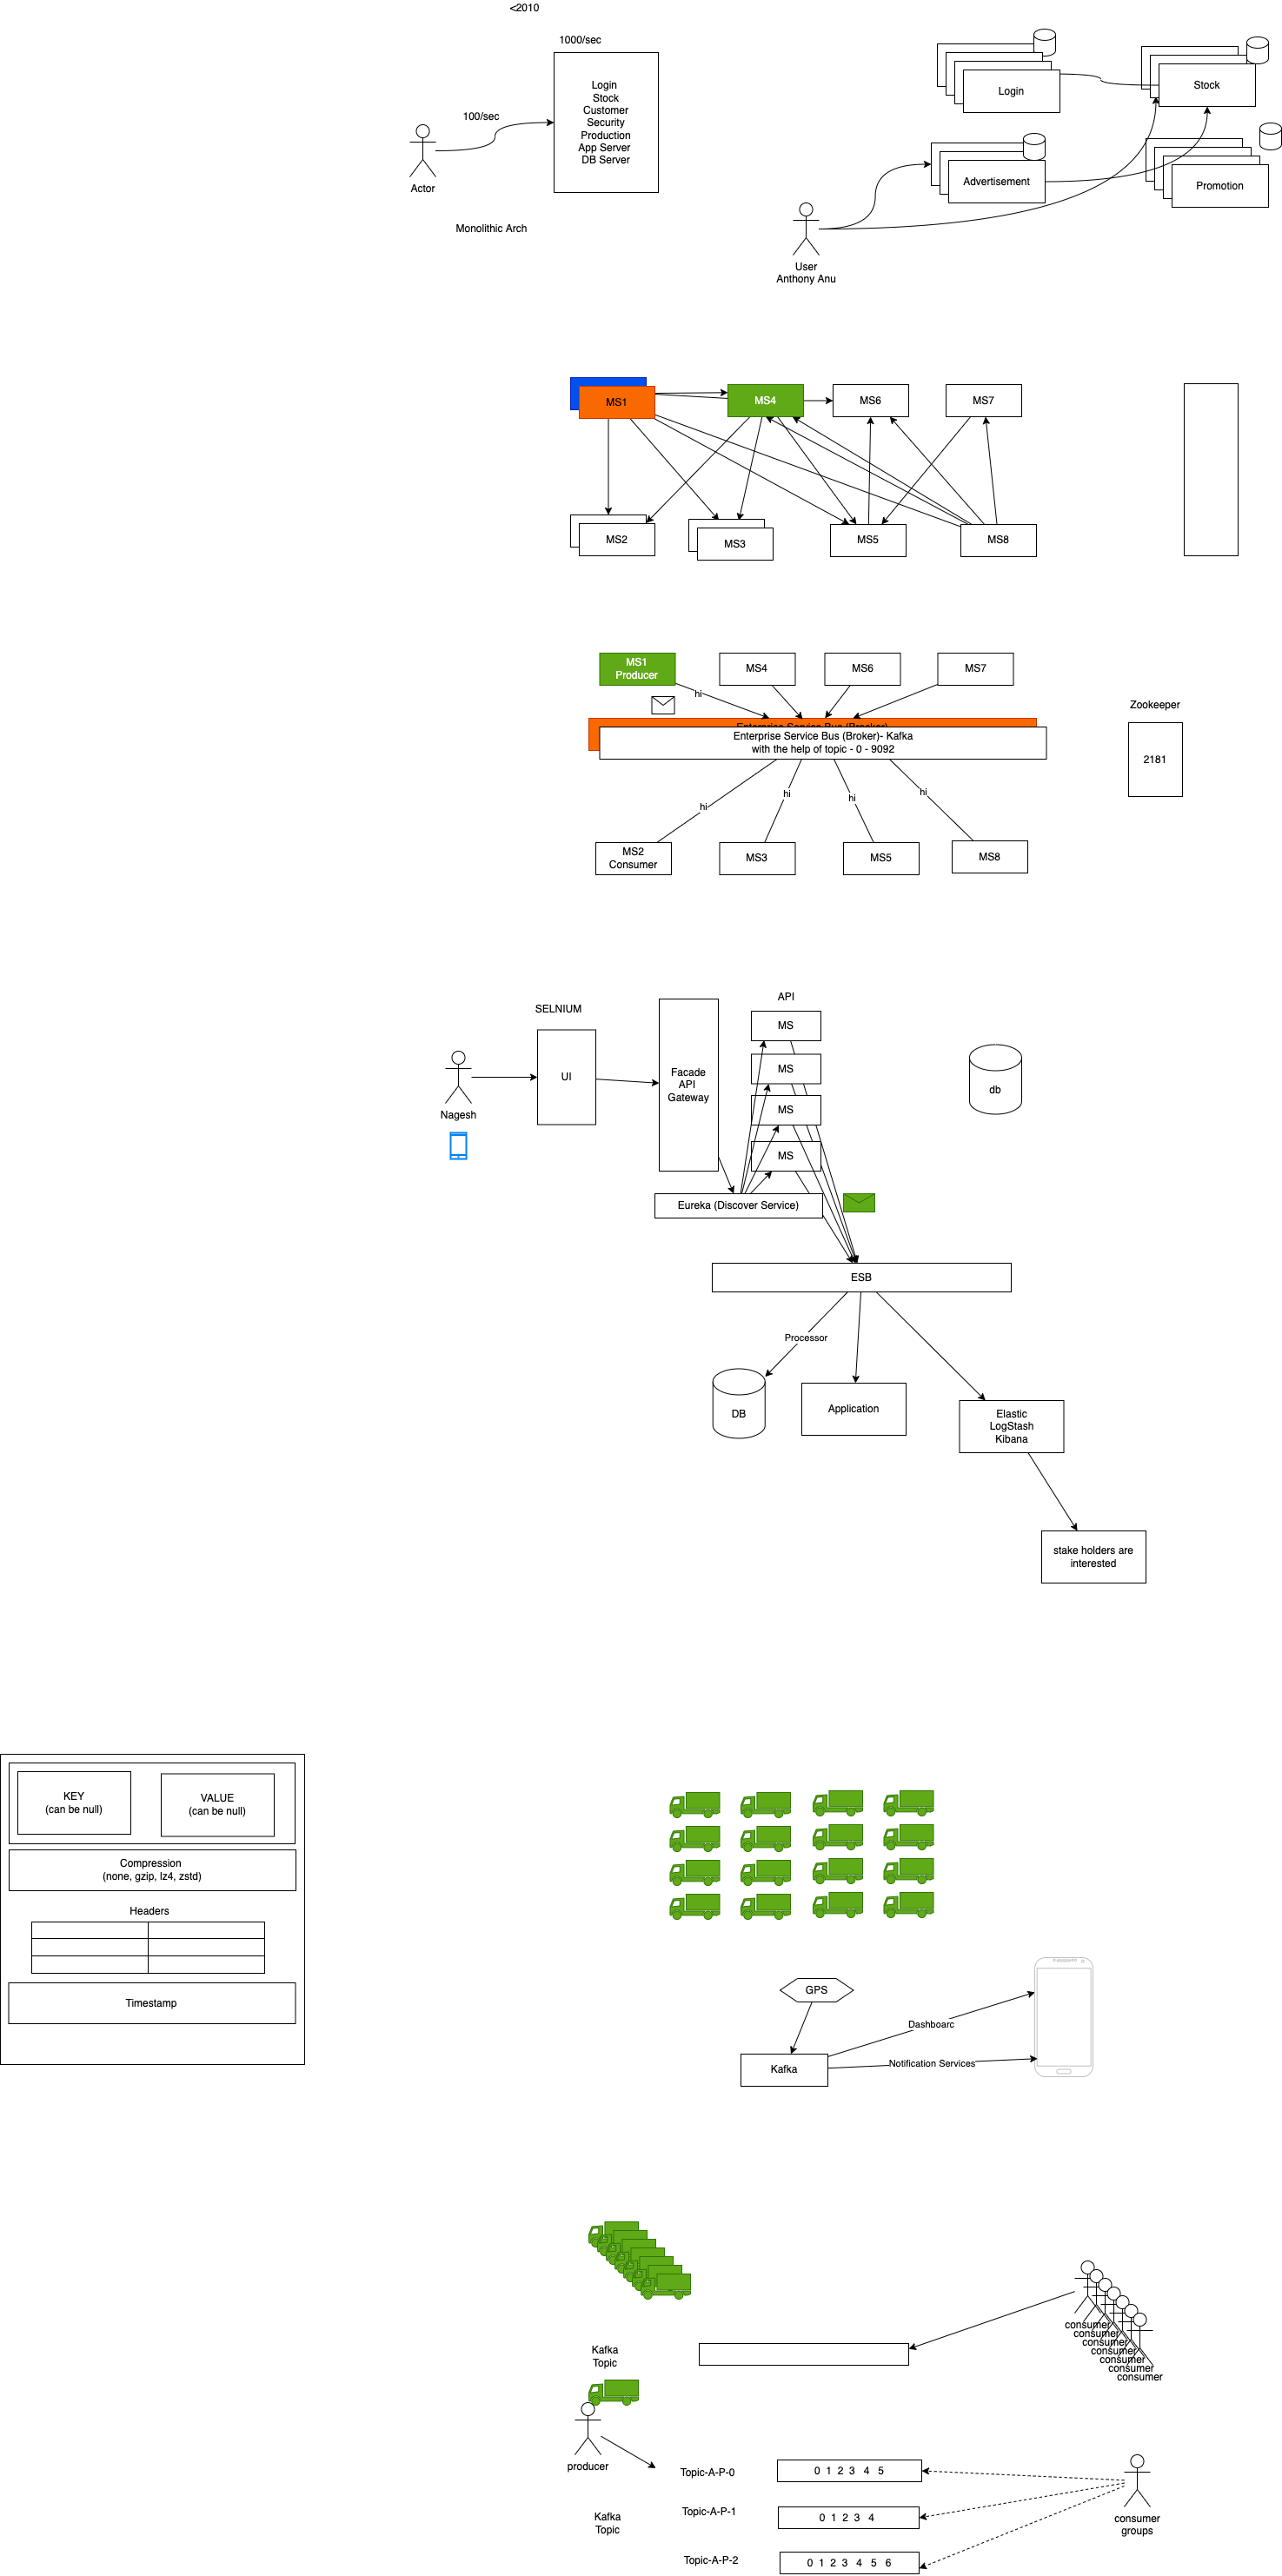 <2010
1000/sec
Login
Stock
Customer
Security
Production
App Server
DB Server
100/sec
Actor
Monolithic Arch
Login
Stock
Advertisement
Promotion
User
Anthony Anu
MS1
MS4
MS6
MS7
MS2
MS3
MS5
MS8
MS1
Producer
MS4
MS6
MS7
hi
Zookeeper
2181
Enterprise Service Bus (Broker)- Kafka
with the help of topic - 0 - 9092
hi
hi
hi
hi
MS2
Consumer
MS3
MS5
MS8
API
SELNIUM
MS
UI
Facade
API
Gateway
MS
MS
MS
db
Nagesh
Eureka (Discover Service)
ESB
Processor
DB
Application
Elastic
LogStash
Kibana
stake holders are
interested
KEY
(can be null)
VALUE
(can be null)
Compression
(none, gzip, lz4, zstd)
Headers
Timestamp
GPS
Dashboarc
Kafka
Notification Services
consumer
consumer
consumer
consumer
consumer
consumer
consumer
Kafka
Topic
producer
Topic-A-P-0
0 1 2 3 4 5
Topic-A-P-1
0 1 2 3 4
Kafka
Topic
consumer
groups
Topic-A-P-2
0 1 2 3 4 5 6